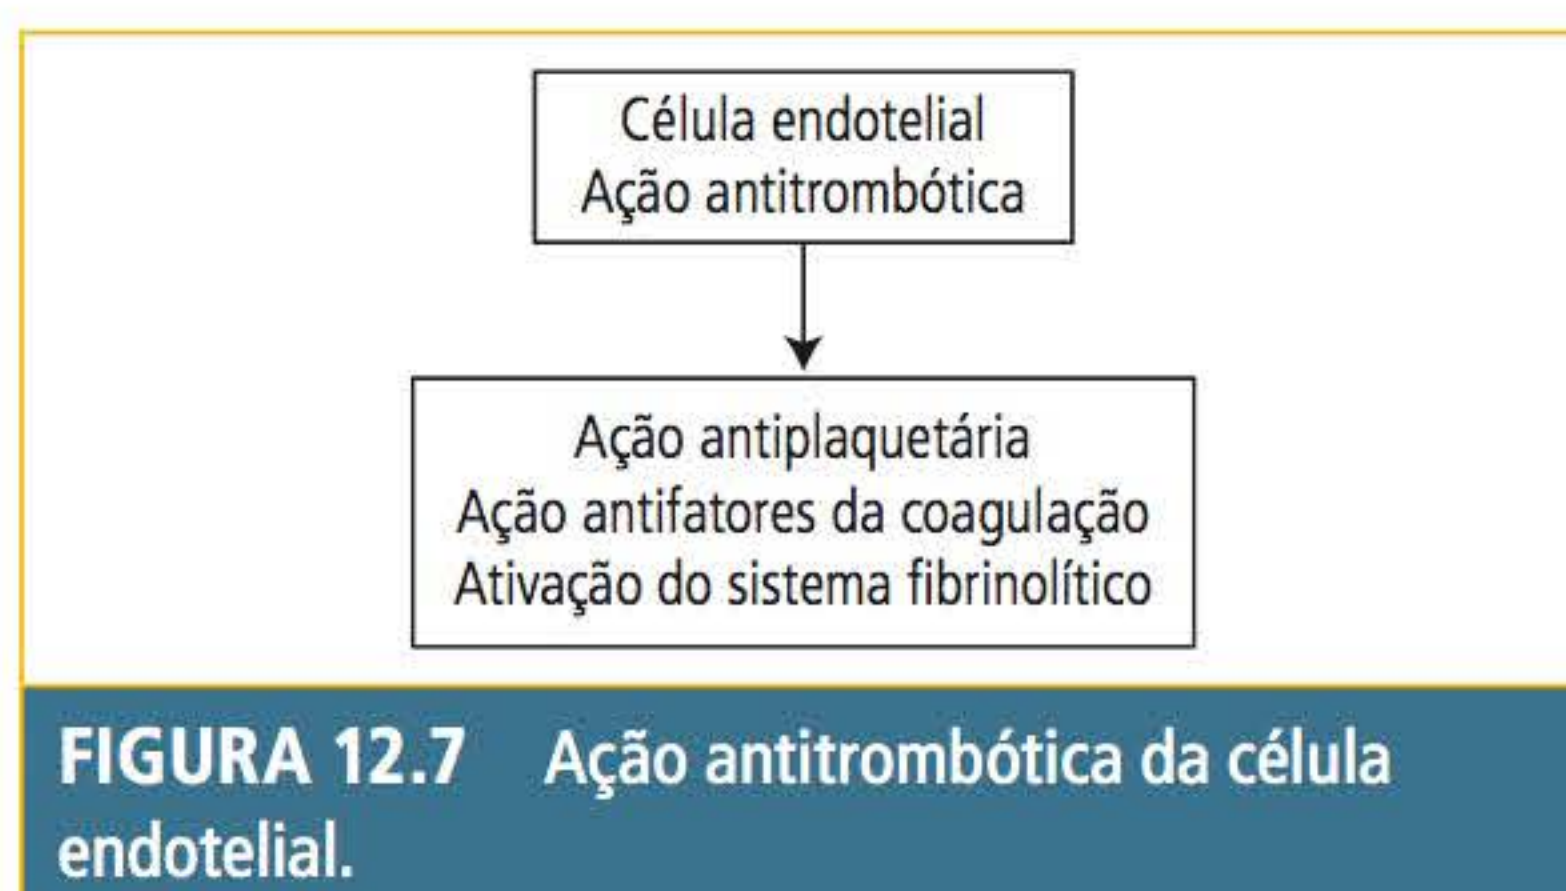 Célula endotelial
Ação antitrombótica
Ação antiplaquetária
Ação antifatores da coagulação
Ativação do sistema fibrinolítico
FIGURA 12.7 Ação antitrombótica da célula
endotelial.